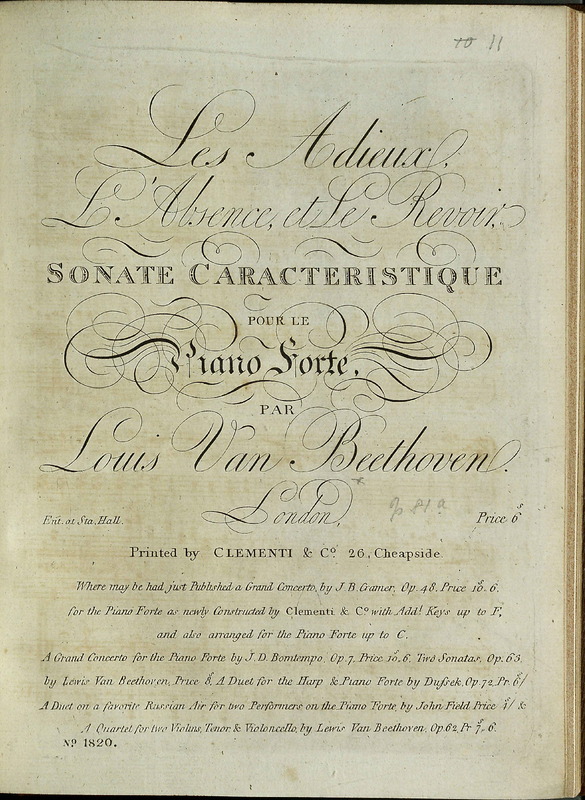 10 11
Les Adieux,
L'Absence, et Le Revoir,
SONATE CARACTERISTIQUE
POUR LE
Piano Forte,
PAR
Louis Van Beethoven.
op 81a
London,
Ent. at Sta. Hall.
Price 6s
Printed by CLEMENTI & Co. 26, Cheapside.
Where may be had just Published a Grand Concerto, by J. B. Cramer, Op. 48. Price 10s. 6.
for the Piano Forte as newly Constructed by Clementi & Co. with Addl. Keys up to F,
and also arranged for the Piano Forte up to C.
A Grand Concerto for the Piano Forte by J. D. Bomtempo, Op. 7. Price 10s. 6. Two Sonatas, Op. 63,
by Lewis Van Beethoven, Price 8s. A Duet for the Harp & Piano Forte by Dussek, Op. 72. Pr. 6s/
A Duet on a favorite Russian Air for two Performers on the Piano Forte, by John Field. Price 4s/ &
A Quartet for two Violins, Tenor & Violoncello, by Lewis Van Beethoven, Op. 62, Pr 7s. 6.
No. 1820.